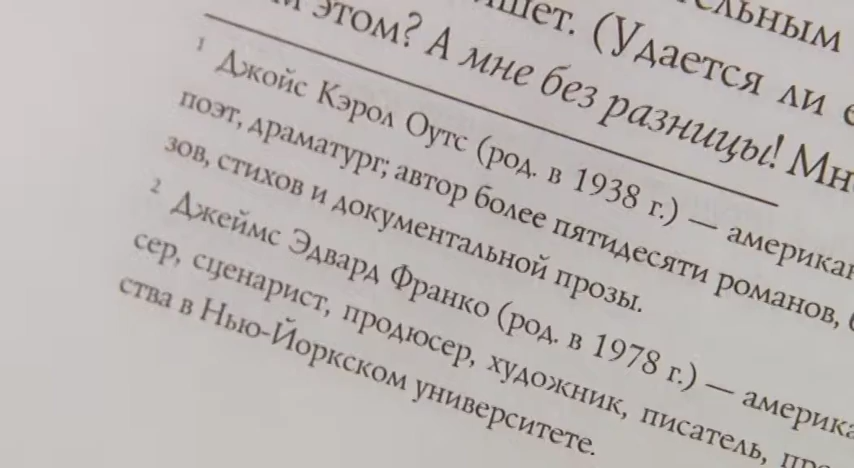 шет. (Удается ли
этом? А мне без разницы! Мн
1 Джойс Кэрол Оутс (род. в 1938 г.) — американ
поэт, драматург; автор более пятидесяти романов,
зов, стихов и документальной прозы.
2 Джеймс Эдвард Франко (род. в 1978 г.) — америка
сер, сценарист, продюсер, художник, писатель,
ства в Нью-Йоркском университете.